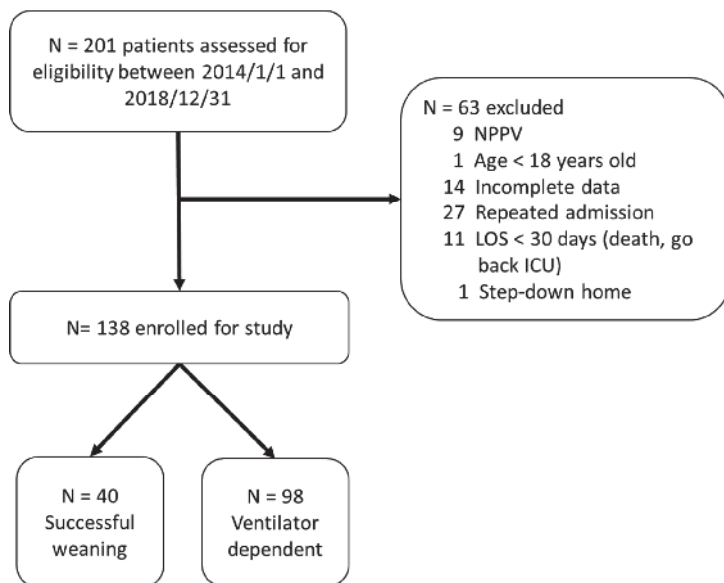 N = 201 patients assessed for
eligibility between 2014/1/1 and
2018/12/31
N = 63 excluded
9 NPPV
1 Age < 18 years old
14 Incomplete data
27 Repeated admission
11 LOS < 30 days (death, go
back ICU)
1 Step-down home
N= 138 enrolled for study
N = 40
Successful
weaning
N = 98
Ventilator
dependent